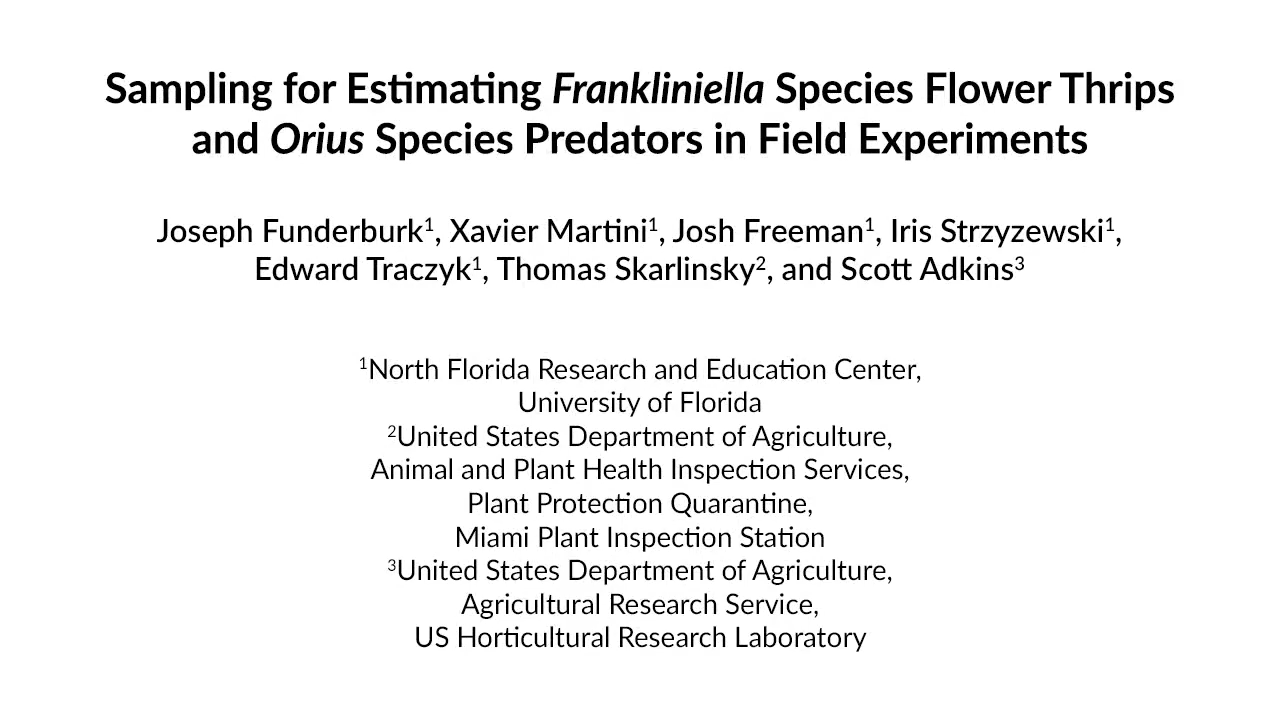 Sampling for Estimating Frankliniella Species Flower Thrips
and Orius Species Predators in Field Experiments
Joseph Funderburk¹, Xavier Martini¹, Josh Freeman¹, Iris Strzyzewski¹,
Edward Traczyk¹, Thomas Skarlinsky², and Scott Adkins³
¹North Florida Research and Education Center,
University of Florida
²United States Department of Agriculture,
Animal and Plant Health Inspection Services,
Plant Protection Quarantine,
Miami Plant Inspection Station
³United States Department of Agriculture,
Agricultural Research Service,
US Horticultural Research Laboratory